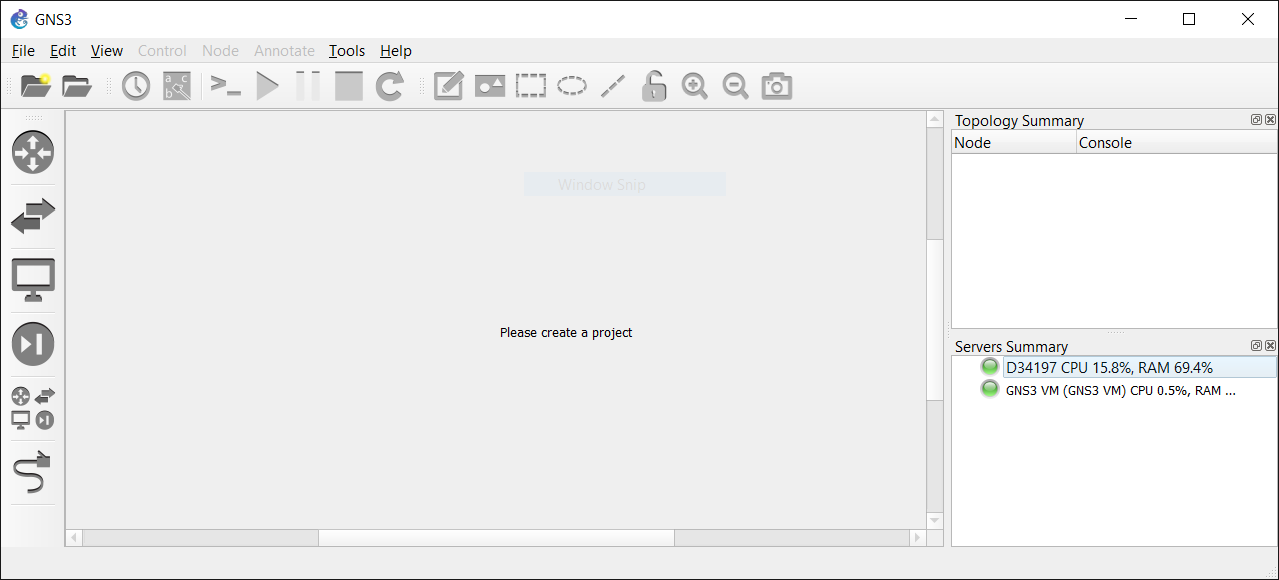 GNS3
File Edit View Control Node Annotate Tools Help
a c
b
Topology Summary
Node Console
Window Snip
Please create a project
Servers Summary
D34197 CPU 15.8%, RAM 69.4%
GNS3 VM (GNS3 VM) CPU 0.5%, RAM ...